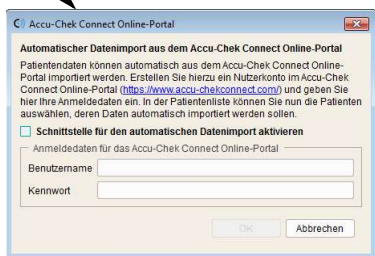 Accu-Chek Connect Online-Portal
Automatischer Datenimport aus dem Accu-Chek Connect Online-Portal
Patientendaten können automatisch aus dem Accu-Chek Connect Online-
Portal importiert werden. Erstellen Sie hierzu ein Nutzerkonto im Accu-Chek
Connect Online-Portal (https://www.accu-chekconnect.com/) und geben Sie
hier Ihre Anmeldedaten ein. In der Patientenliste können Sie nun die Patienten
auswählen, deren Daten automatisch importiert werden sollen.
Schnittstelle für den automatischen Datenimport aktivieren
Anmeldedaten für das Accu-Chek Connect Online-Portal
Benutzername
Kennwort
OK Abbrechen